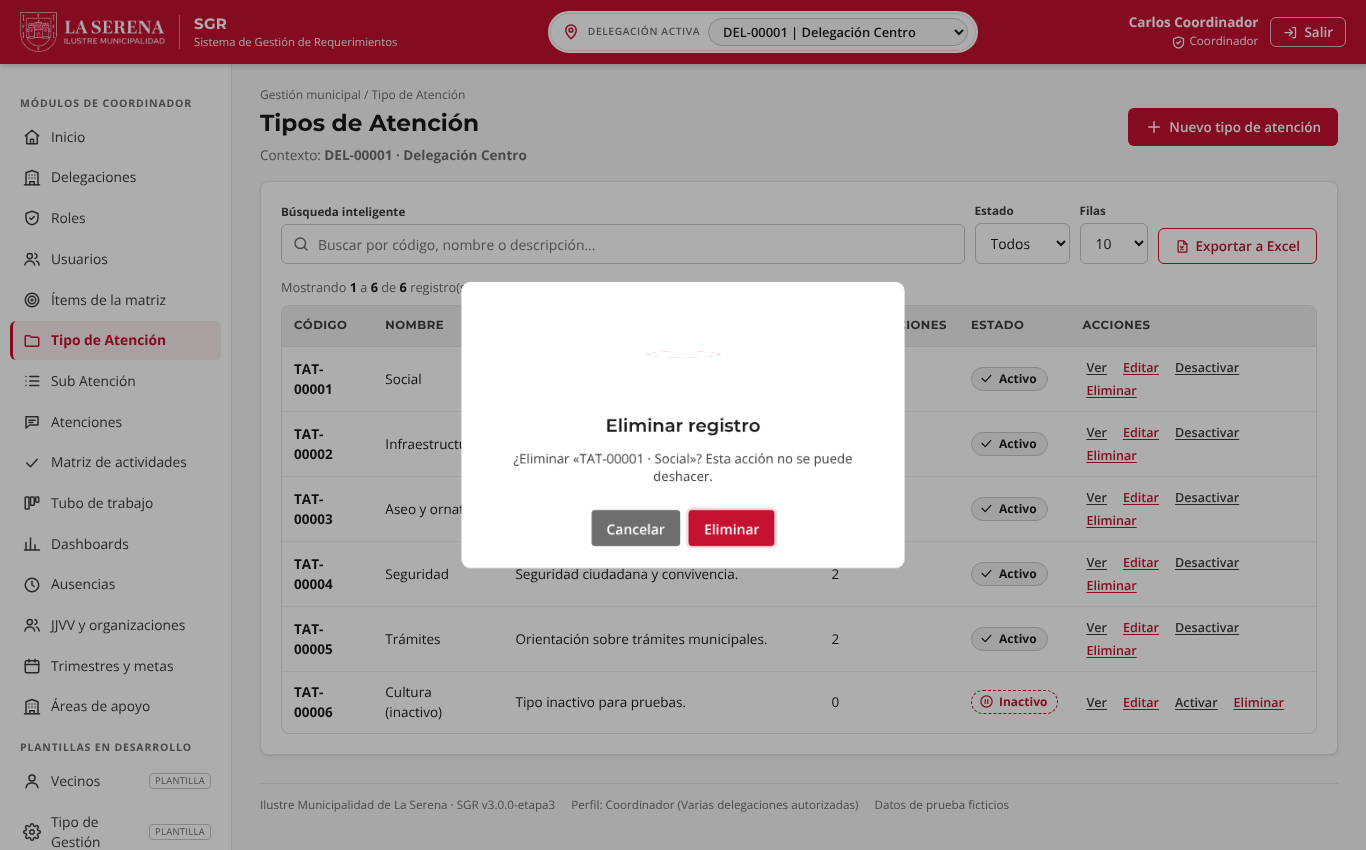 LA SERENA
ILUSTRE MUNICIPALIDAD
SGR
Sistema de Gestión de Requerimientos
DELEGACIÓN ACTIVA
DEL-00001 | Delegación Centro
Carlos Coordinador
Coordinador
Salir
MÓDULOS DE COORDINADOR
Inicio
Delegaciones
Roles
Usuarios
Ítems de la matriz
Tipo de Atención
Sub Atención
Atenciones
Matriz de actividades
Tubo de trabajo
Dashboards
Ausencias
JJVV y organizaciones
Trimestres y metas
Áreas de apoyo
PLANTILLAS EN DESARROLLO
Vecinos PLANTILLA
Tipo de Gestión PLANTILLA
Gestión municipal / Tipo de Atención
Tipos de Atención
Contexto: DEL-00001 · Delegación Centro
Nuevo tipo de atención
Búsqueda inteligente
Buscar por código, nombre o descripción...
Estado
Todos
Filas
10
Exportar a Excel
Mostrando 1 a 6 de 6 registro(s
CÓDIGO NOMBRE IONES ESTADO ACCIONES
TAT-00001 Social Activo Ver Editar Desactivar Eliminar
TAT-00002 Infraestructu Activo Ver Editar Desactivar Eliminar
TAT-00003 Aseo y ornat Activo Ver Editar Desactivar Eliminar
TAT-00004 Seguridad Seguridad ciudadana y convivencia. 2 Activo Ver Editar Desactivar Eliminar
TAT-00005 Trámites Orientación sobre trámites municipales. 2 Activo Ver Editar Desactivar Eliminar
TAT-00006 Cultura (inactivo) Tipo inactivo para pruebas. 0 Inactivo Ver Editar Activar Eliminar
Eliminar registro
¿Eliminar «TAT-00001 · Social»? Esta acción no se puede
deshacer.
Cancelar
Eliminar
Ilustre Municipalidad de La Serena · SGR v3.0.0-etapa3 Perfil: Coordinador (Varias delegaciones autorizadas) Datos de prueba ficticios